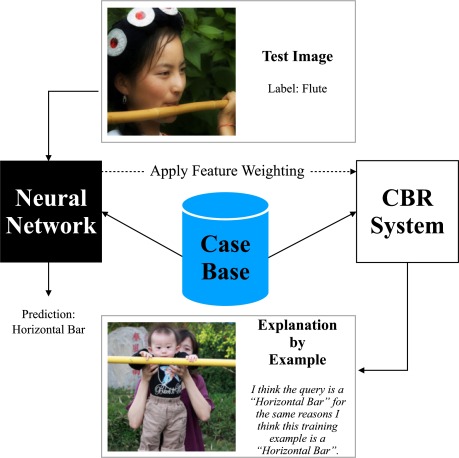 Test Image
Label: Flute
Apply Feature Weighting
Neural
Network
CBR
System
Case
Base
Prediction:
Horizontal Bar
Explanation
by
Example
I think the query is a
“Horizontal Bar” for
the same reasons I
think this training
example is a
“Horizontal Bar”.